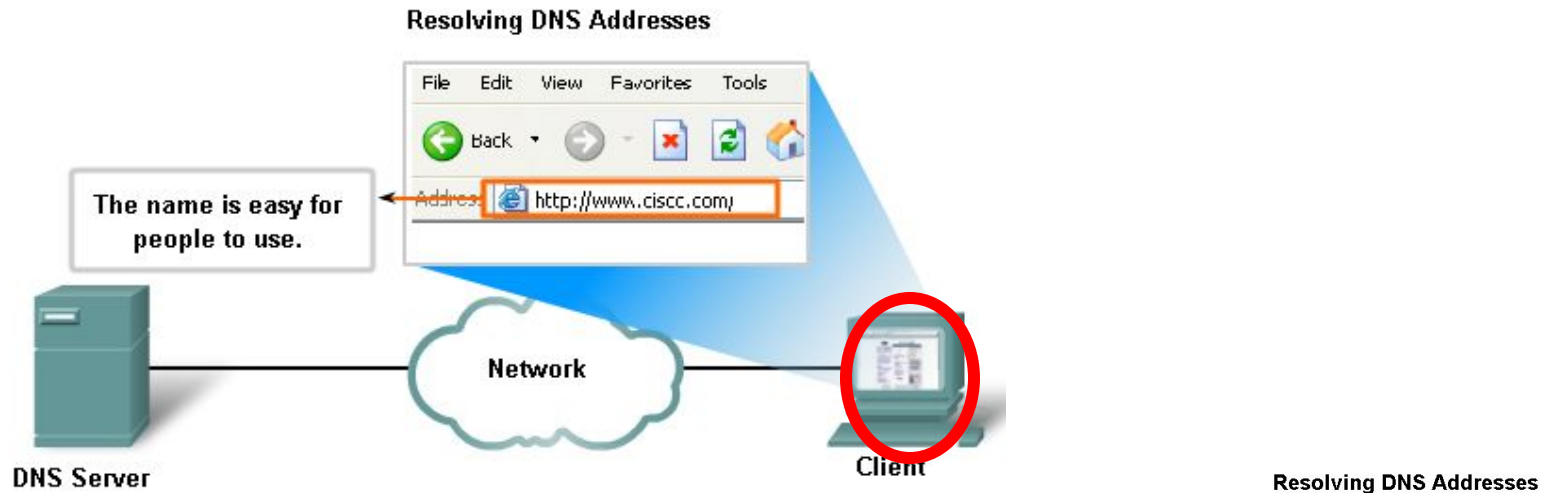 Resolving DNS Addresses
File Edit View Favorites Tools
Back
Address http://www.ciscc.com/
The name is easy for
people to use.
Network
DNS Server
Client
Resolving DNS Addresses